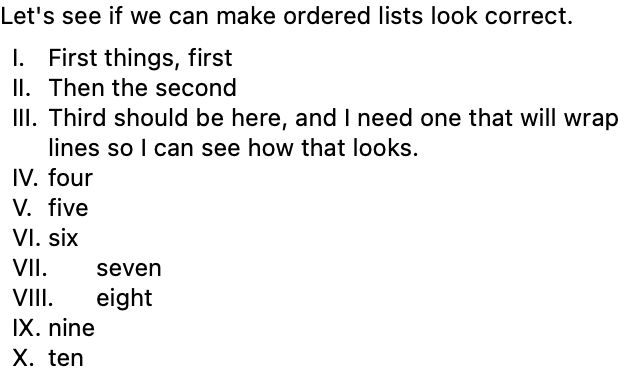 Let's see if we can make ordered lists look correct.
I. First things, first
II. Then the second
III. Third should be here, and I need one that will wrap
lines so I can see how that looks.
IV. four
V. five
VI. six
VII. seven
VIII. eight
IX. nine
X. ten